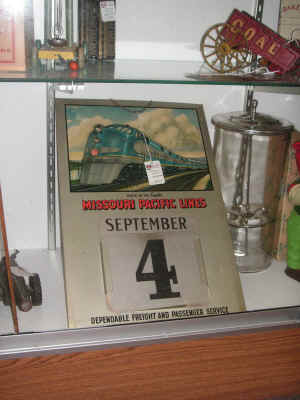 COAL
MISSOURI PACIFIC LINES
SEPTEMBER
4
DEPENDABLE FREIGHT AND PASSENGER SERVICE